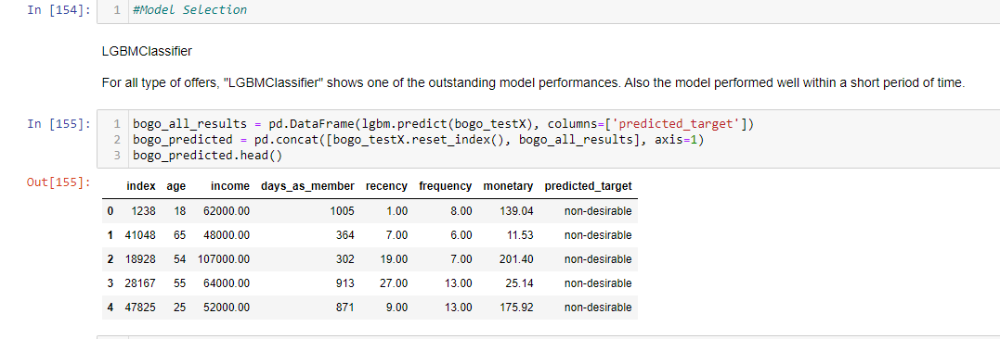 In [154]: 1 #Model Selection
LGBMClassifier
For all type of offers, "LGBMClassifier" shows one of the outstanding model performances. Also the model performed well within a short period of time.
In [155]: 1 bogo_all_results = pd.DataFrame(lgbm.predict(bogo_testX), columns=['predicted_target'])
2 bogo_predicted = pd.concat([bogo_testX.reset_index(), bogo_all_results], axis=1)
3 bogo_predicted.head()
Out[155]:
index age income days_as_member recency frequency monetary predicted_target
0 1238 18 62000.00 1005 1.00 8.00 139.04 non-desirable
1 41048 65 48000.00 364 7.00 6.00 11.53 non-desirable
2 18928 54 107000.00 302 19.00 7.00 201.40 non-desirable
3 28167 55 64000.00 913 27.00 13.00 25.14 non-desirable
4 47825 25 52000.00 871 9.00 13.00 175.92 non-desirable